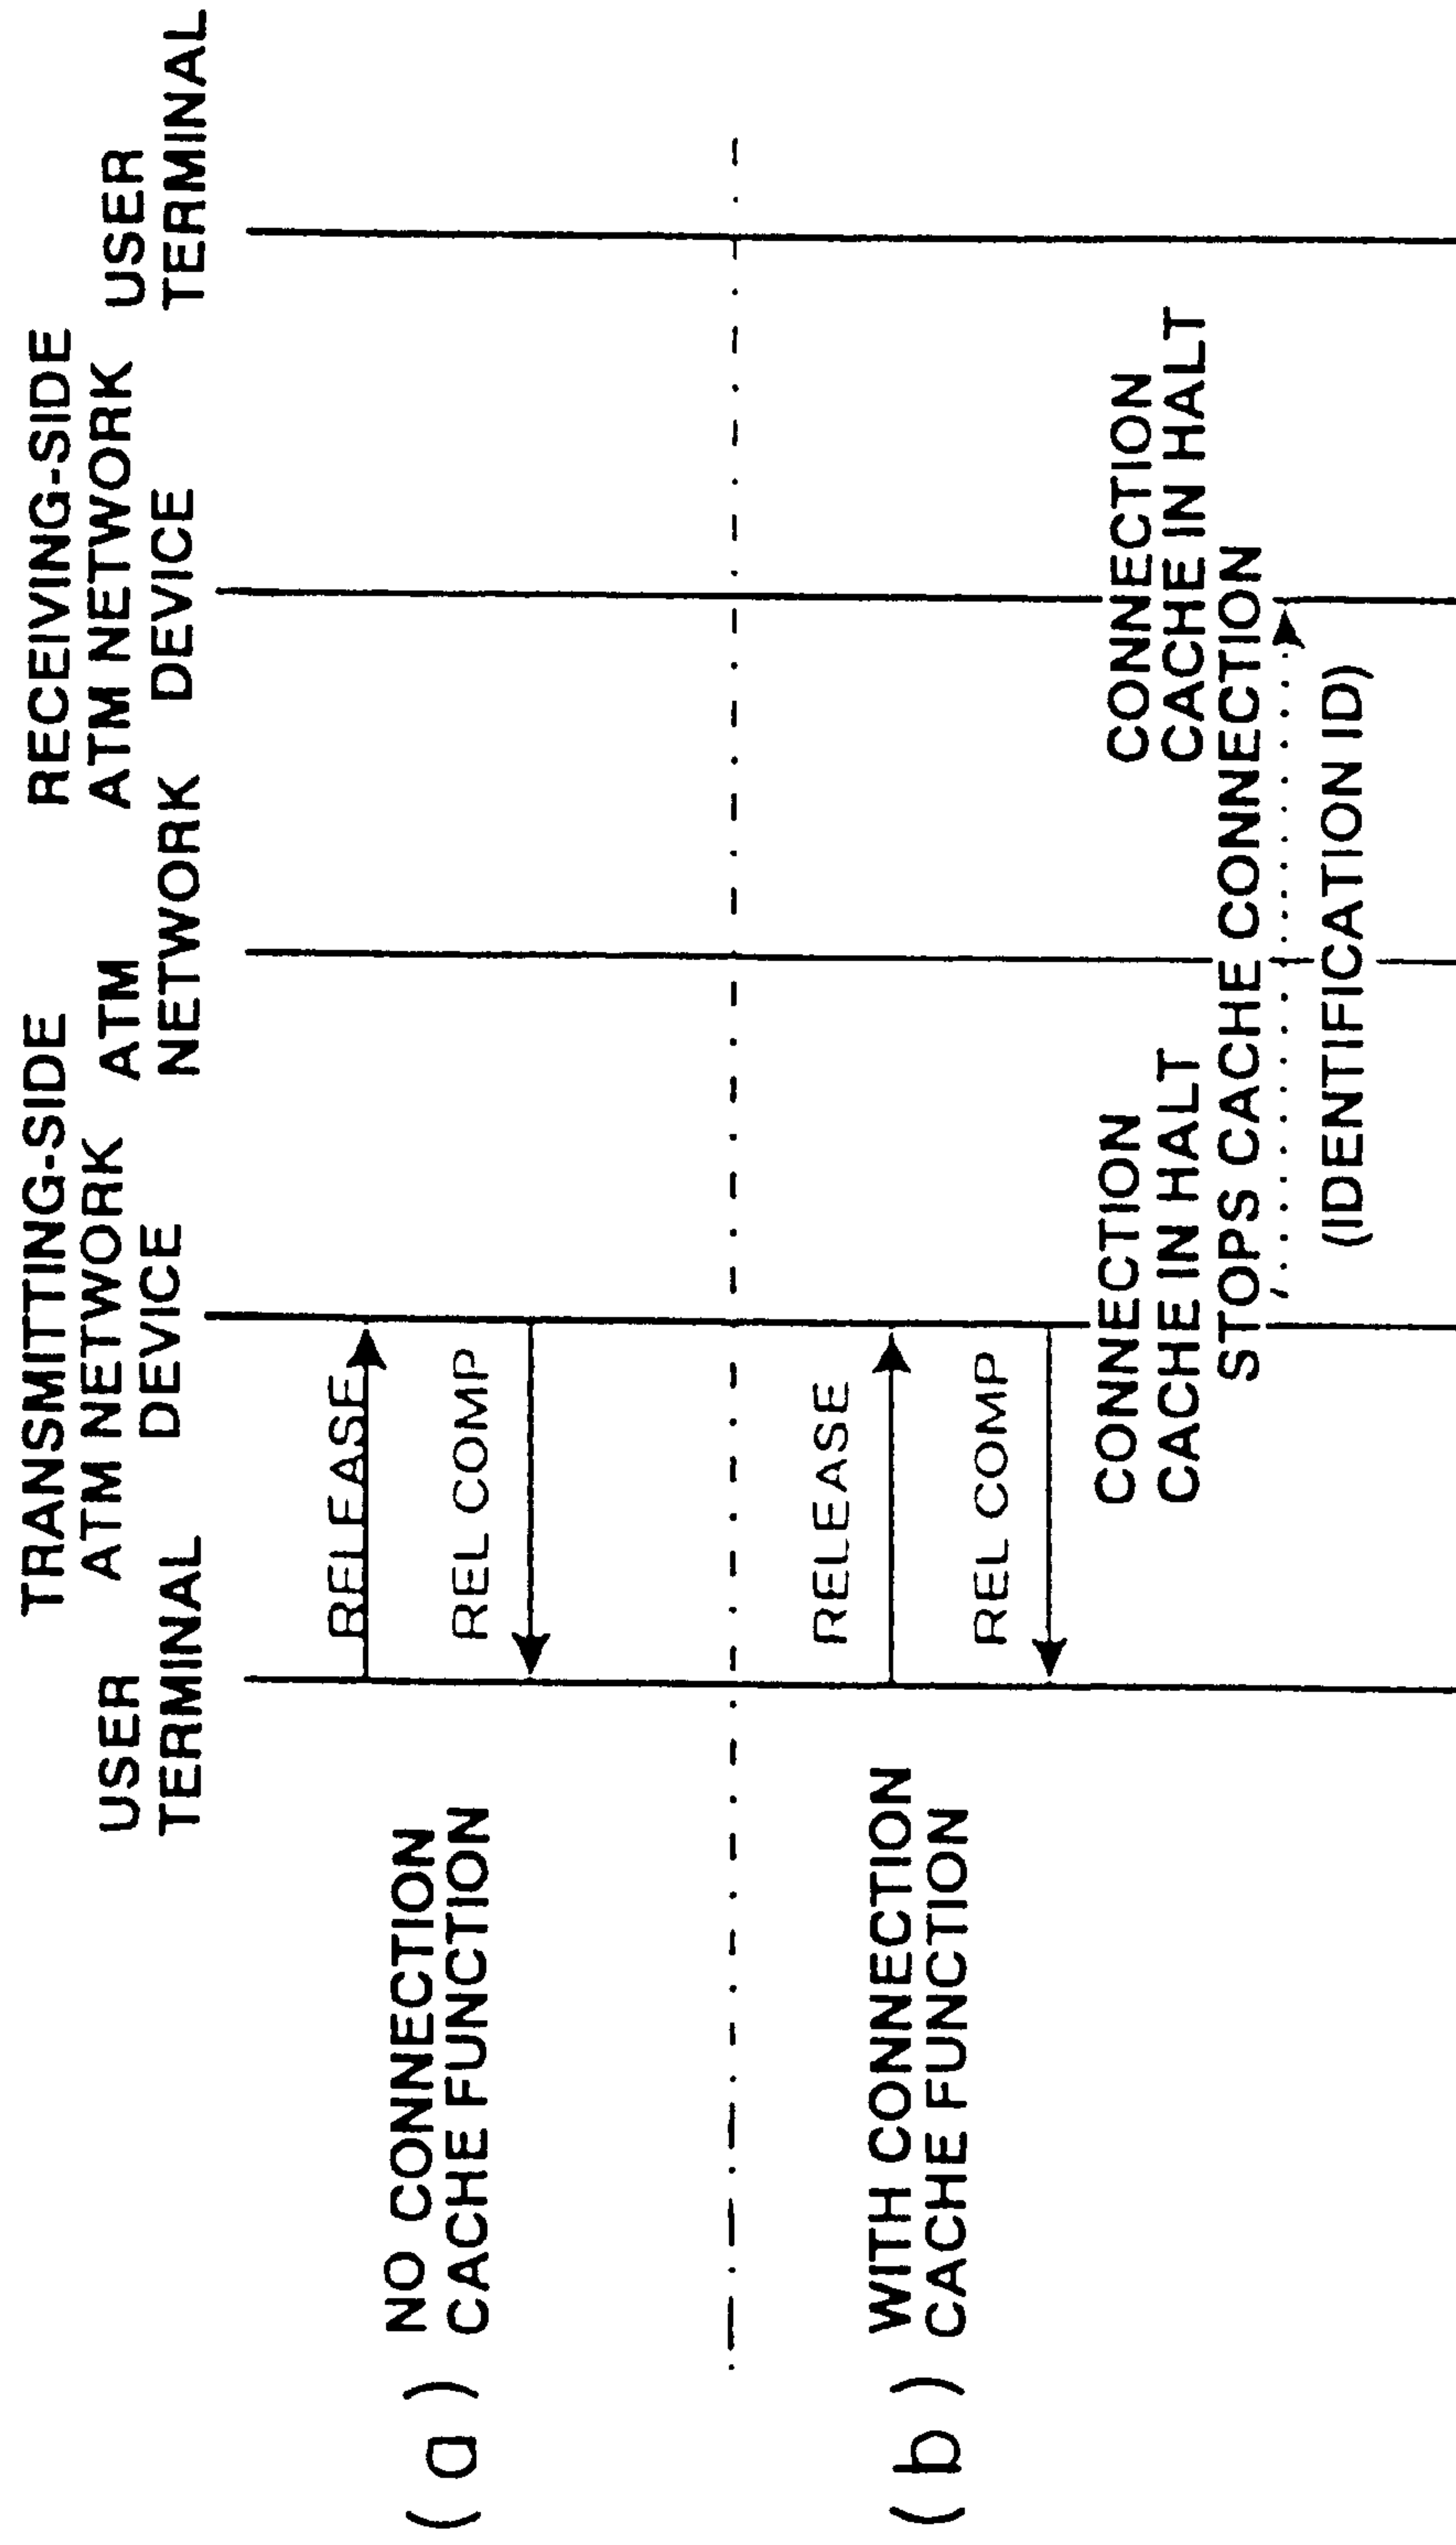 USER
TERMINAL
TRANSMITTING-SIDE
ATM NETWORK
DEVICE
ATM
NETWORK
RECEIVING-SIDE
ATM NETWORK
DEVICE
USER
TERMINAL
( a ) NO CONNECTION
CACHE FUNCTION
RELEASE
REL COMP
( b ) WITH CONNECTION
CACHE FUNCTION
RELEASE
REL COMP
CONNECTION
CACHE IN HALT
CONNECTION
CACHE IN HALT
STOPS CACHE CONNECTION
(IDENTIFICATION ID)